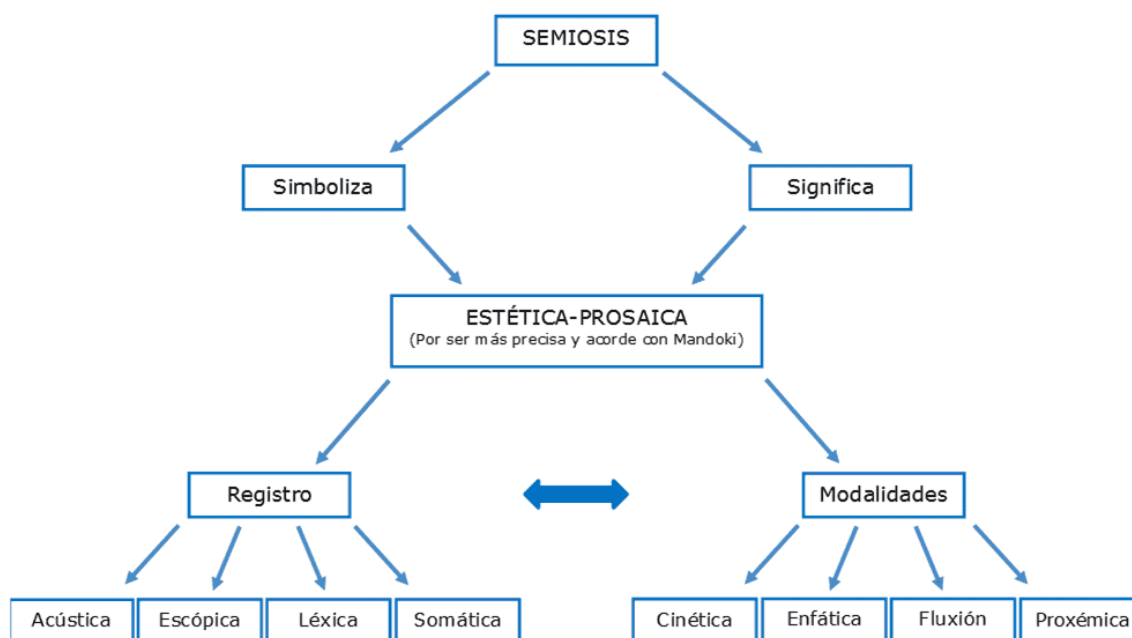 SEMIOSIS
Simboliza
Significa
ESTÉTICA-PROSAICA
(Por ser más precisa y acorde con Mandoki)
Registro
Modalidades
Acústica
Escópica
Léxica
Somática
Cinética
Enfática
Fluxión
Proxémica